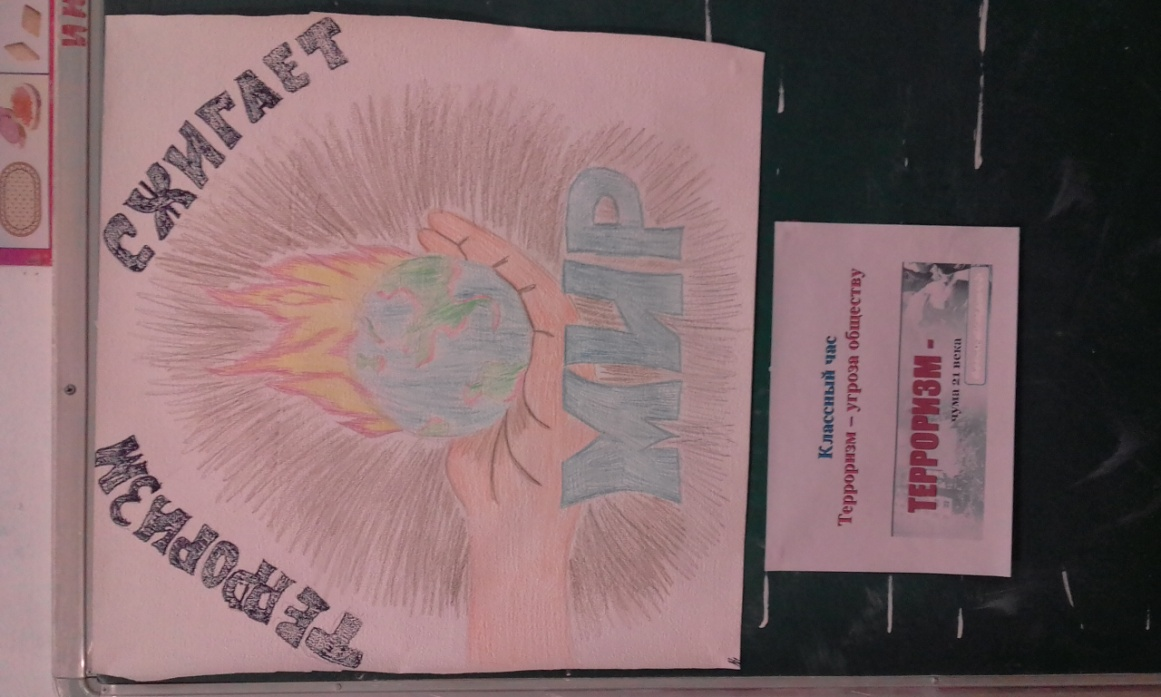 ТЕРРОРИЗМ
СЖИГАЕТ
МИР
Классный час
Терроризм – угроза обществу
ТЕРРОРИЗМ -
чума 21 века